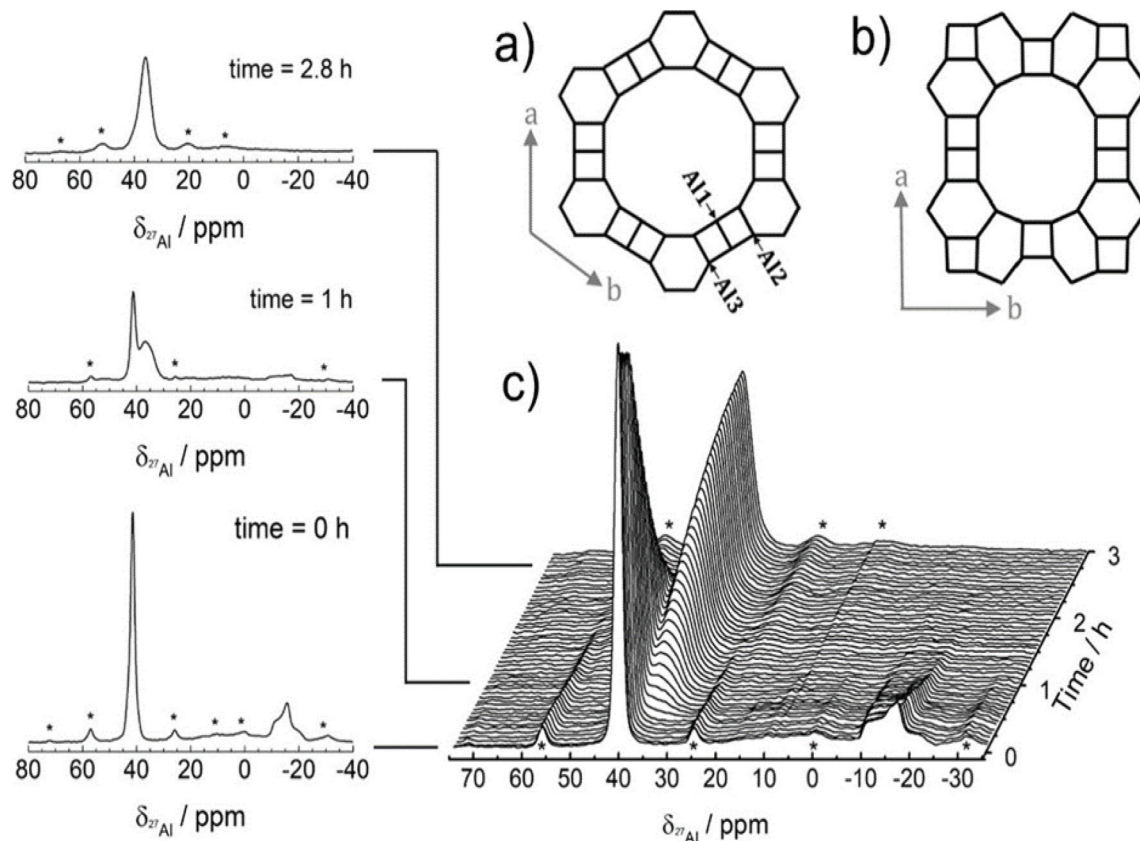 time = 2.8 h
* * * *
80 60 40 20 0 -20 -40
δ27Al / ppm
time = 1 h
* * *
80 60 40 20 0 -20 -40
δ27Al / ppm
time = 0 h
* * * * * *
80 60 40 20 0 -20 -40
δ27Al / ppm
a)
a
b
Al1
Al2
Al3
b)
a
b
c)
* * *
* * * *
70 60 50 40 30 20 10 0 -10 -20 -30
δ27Al / ppm
0 1 2 3
Time / h